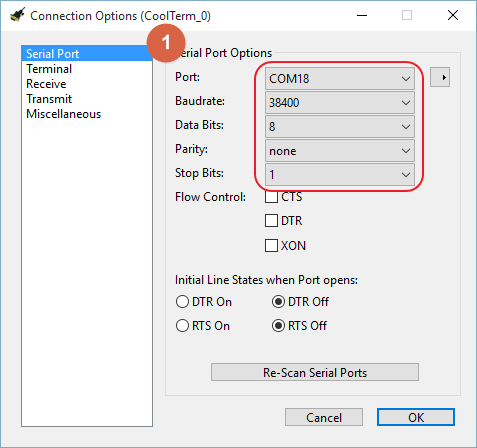 Connection Options (CoolTerm_0)
1
Serial Port
Terminal
Receive
Transmit
Miscellaneous
Serial Port Options
Port: COM18
Baudrate: 38400
Data Bits: 8
Parity: none
Stop Bits: 1
Flow Control: CTS
DTR
XON
Initial Line States when Port opens:
DTR On DTR Off
RTS On RTS Off
Re-Scan Serial Ports
Cancel OK